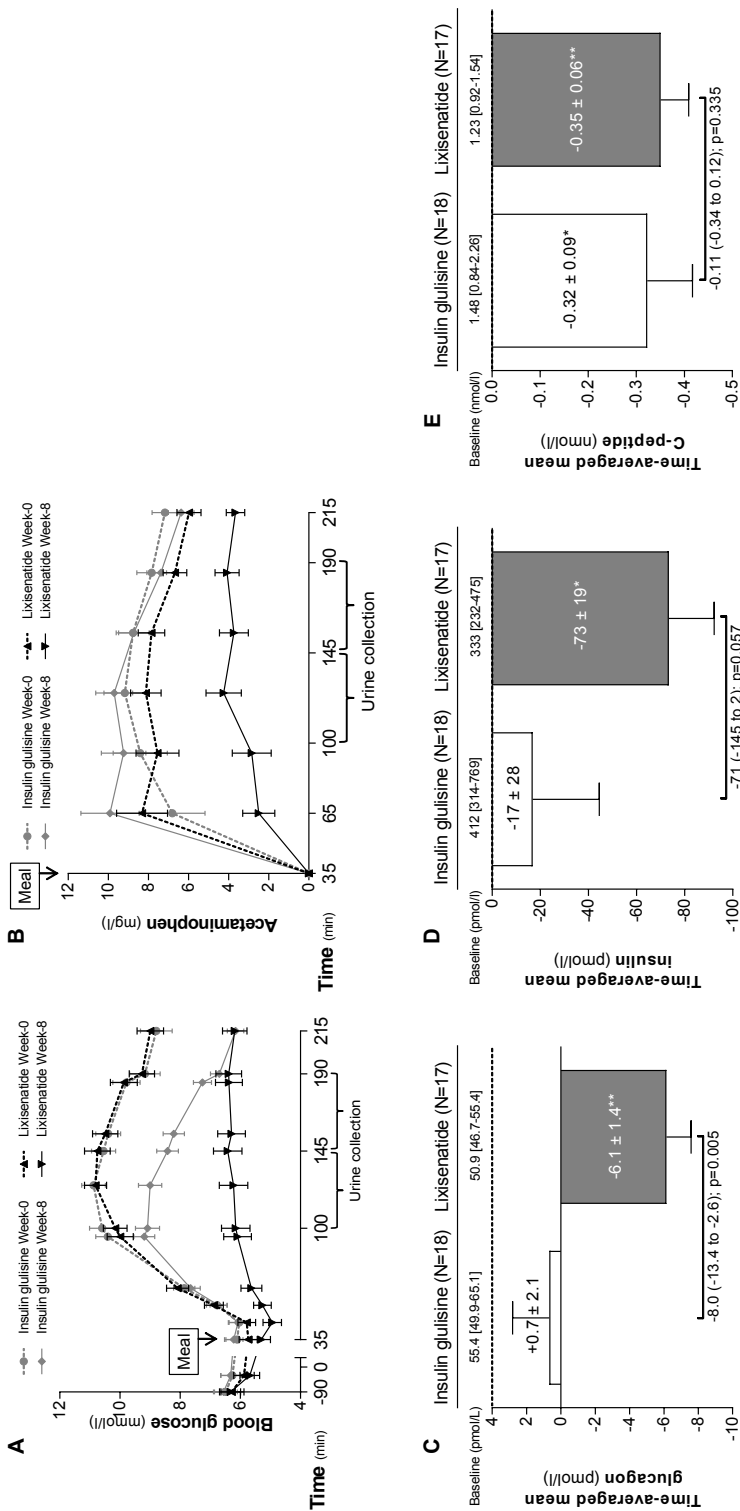 A
Insulin glulisine Week-0
Insulin glulisine Week-8
Lixisenatide Week-0
Lixisenatide Week-8
Blood glucose
(mmol/l)
12
10
8
6
4
Meal
-90
0
35
100
145
190
215
Urine collection
Time (min)
B
Insulin glulisine Week-0
Insulin glulisine Week-8
Lixisenatide Week-0
Lixisenatide Week-8
Meal
Acetaminophen (mg/l)
12
10
8
6
4
2
0
35
65
100
145
190
215
Urine collection
Time (min)
C
Insulin glulisine (N=18) Lixisenatide (N=17)
Baseline (pmol/L) 55.4 [49.9-65.1] 50.9 [46.7-55.4]
Time-averaged mean
glucagon (pmol/l)
4
2
0
-2
-4
-6
-8
-10
+0.7 ± 2.1
-6.1 ± 1.4**
-8.0 (-13.4 to -2.6); p=0.005
D
Insulin glulisine (N=18) Lixisenatide (N=17)
Baseline (pmol/l) 412 [314-769] 333 [232-475]
Time-averaged mean
insulin (pmol/l)
0
-20
-40
-60
-80
-100
-17 ± 28
-73 ± 19*
-71 (-145 to 2); p=0.057
E
Insulin glulisine (N=18) Lixisenatide (N=17)
Baseline (nmol/l) 1.48 [0.84-2.26] 1.23 [0.92-1.54]
Time-averaged mean
C-peptide (nmol/l)
0.0
-0.1
-0.2
-0.3
-0.4
-0.5
-0.32 ± 0.09*
-0.35 ± 0.06**
-0.11 (-0.34 to 0.12); p=0.335